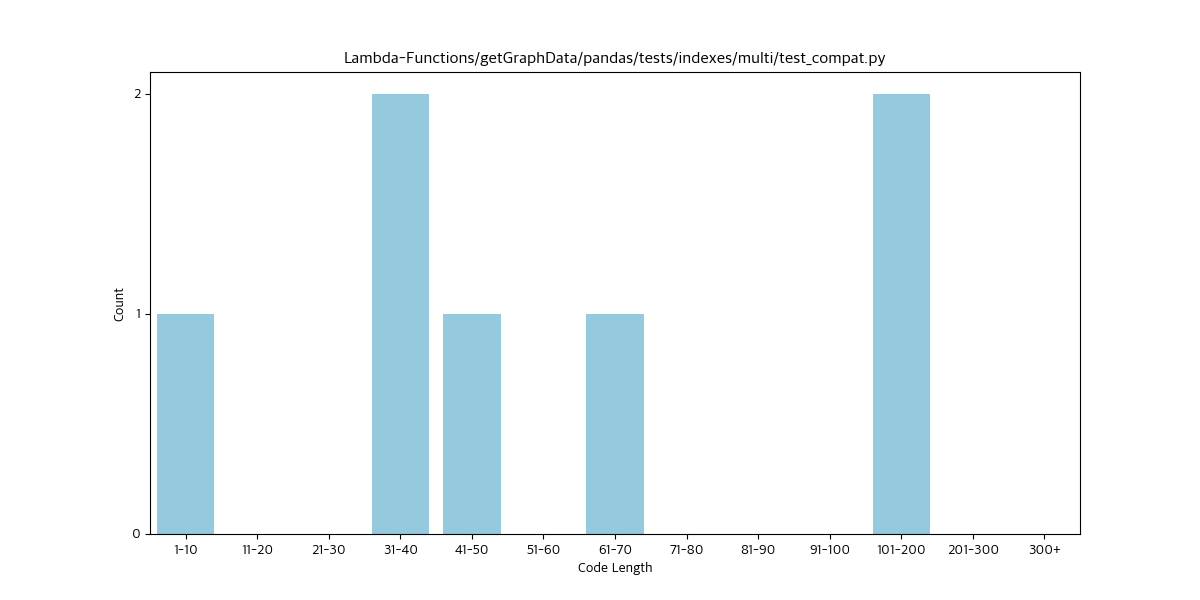 Lambda-Functions/getGraphData/pandas/tests/indexes/multi/test_compat.py
2
1
0
Count
1-10 11-20 21-30 31-40 41-50 51-60 61-70 71-80 81-90 91-100 101-200 201-300 300+
Code Length